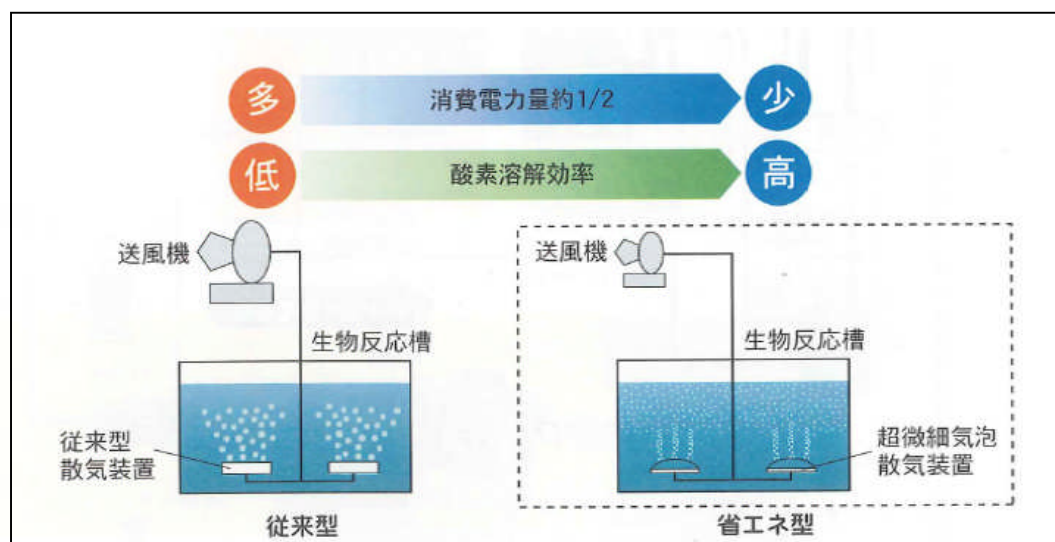 多
消費電力量約1/2
少
低
酸素溶解効率
高
送風機
送風機
生物反応槽
生物反応槽
従来型
散気装置
超微細気泡
散気装置
従来型
省エネ型